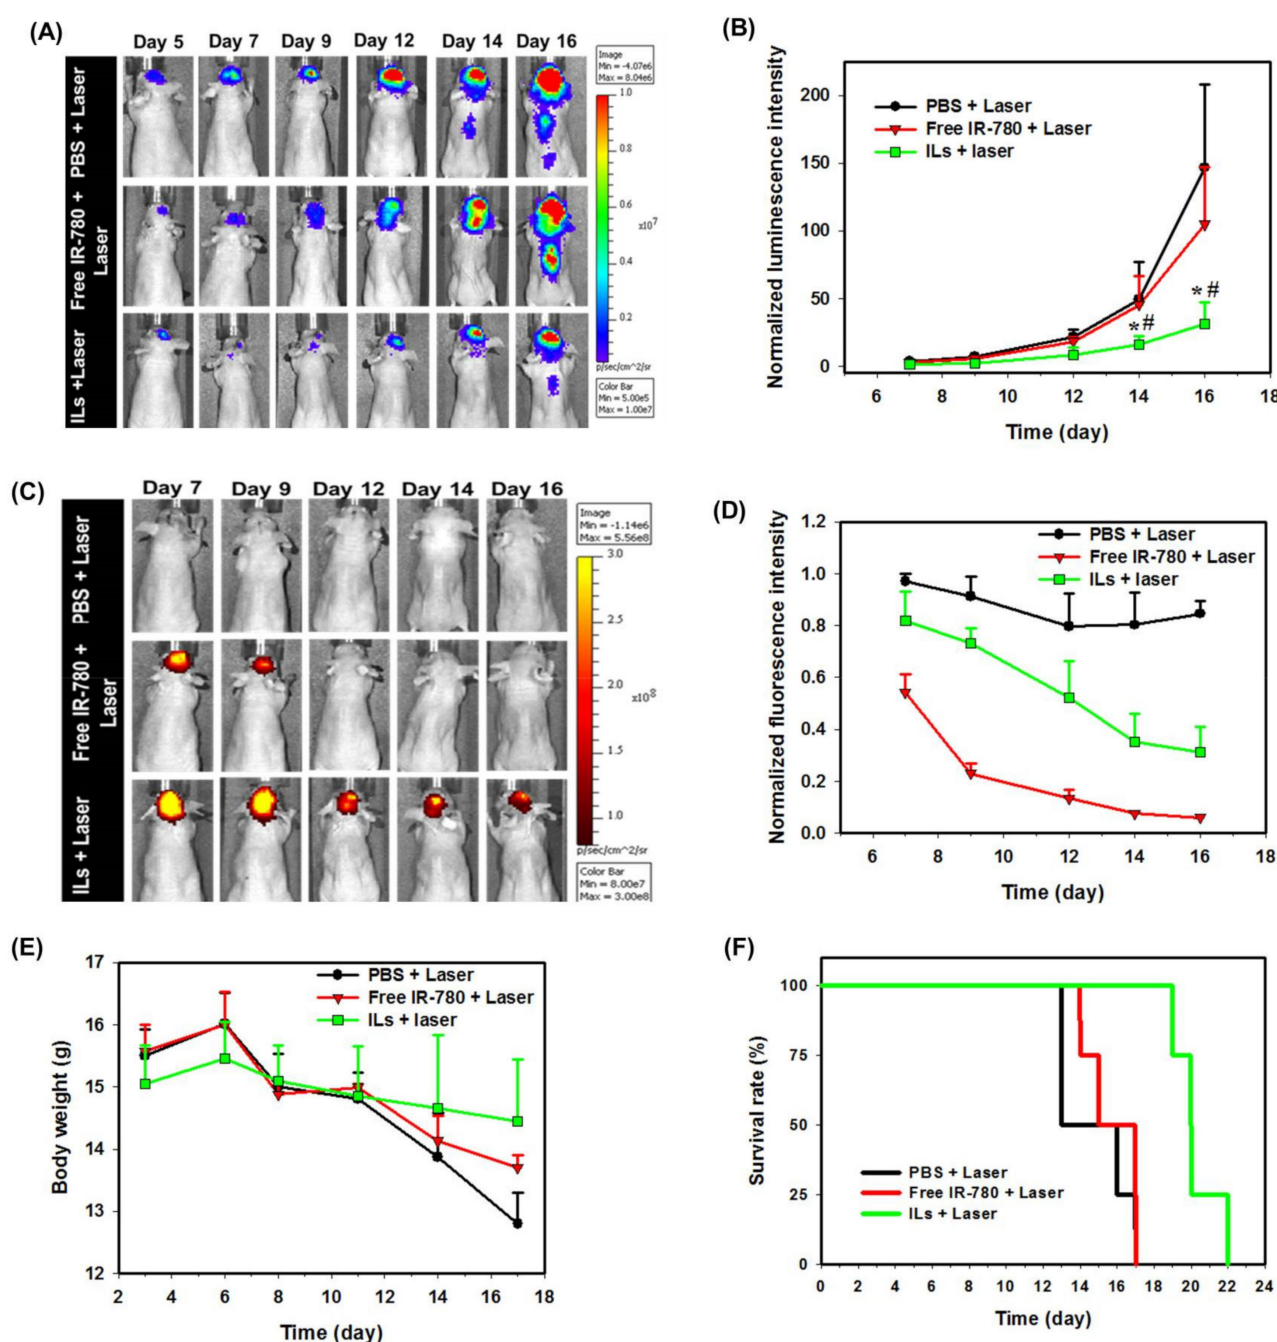 (A)
Day 5 Day 7 Day 9 Day 12 Day 14 Day 16
PBS + Laser
Free IR-780 +
Laser
ILs +Laser
Image
Min = -4.07e6
Max = 8.04e6
1.0
0.8
0.6
x10^7
0.4
0.2
p/sec/cm^2/sr
Color Bar
Min = 5.00e5
Max = 1.00e7
(B)
Normalized luminescence intensity
200
150
100
50
0
PBS + Laser
Free IR-780 + Laser
ILs + laser
*#
*#
6 8 10 12 14 16 18
Time (day)
(C)
Day 7 Day 9 Day 12 Day 14 Day 16
PBS + Laser
Free IR-780 +
Laser
ILs + Laser
Image
Min = -1.14e6
Max = 5.56e8
3.0
2.0
x10^8
1.5
1.0
p/sec/cm^2/sr
Color Bar
Min = 8.00e7
Max = 3.00e8
(D)
Normalized fluorescence intensity
1.2
1.0
0.8
0.6
0.4
0.2
0.0
PBS + Laser
Free IR-780 + Laser
ILs + laser
6 8 10 12 14 16 18
Time (day)
(E)
Body weight (g)
17
16
15
14
13
12
PBS + Laser
Free IR-780 + Laser
ILs + laser
2 4 6 8 10 12 14 16 18
Time (day)
(F)
Survival rate (%)
100
75
50
25
0
PBS + Laser
Free IR-780 + Laser
ILs + Laser
0 2 4 6 8 10 12 14 16 18 20 22 24
Time (day)